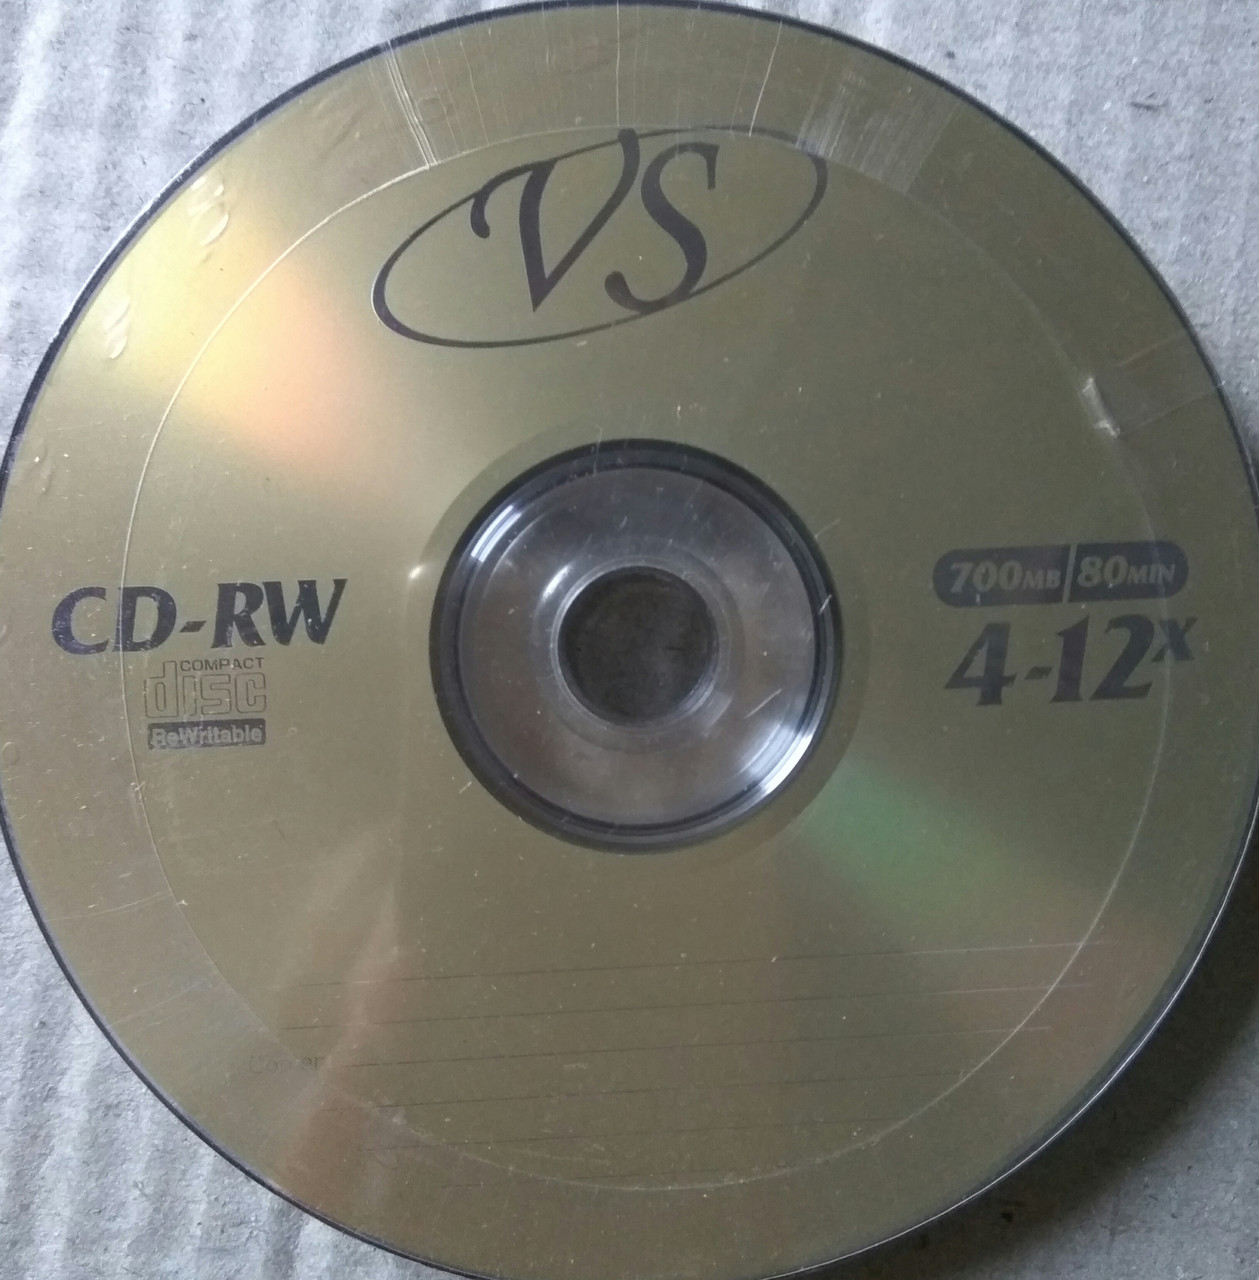 VS
CD-RW
COMPACT
disc
ReWritable
700MB 80MIN
4-12x